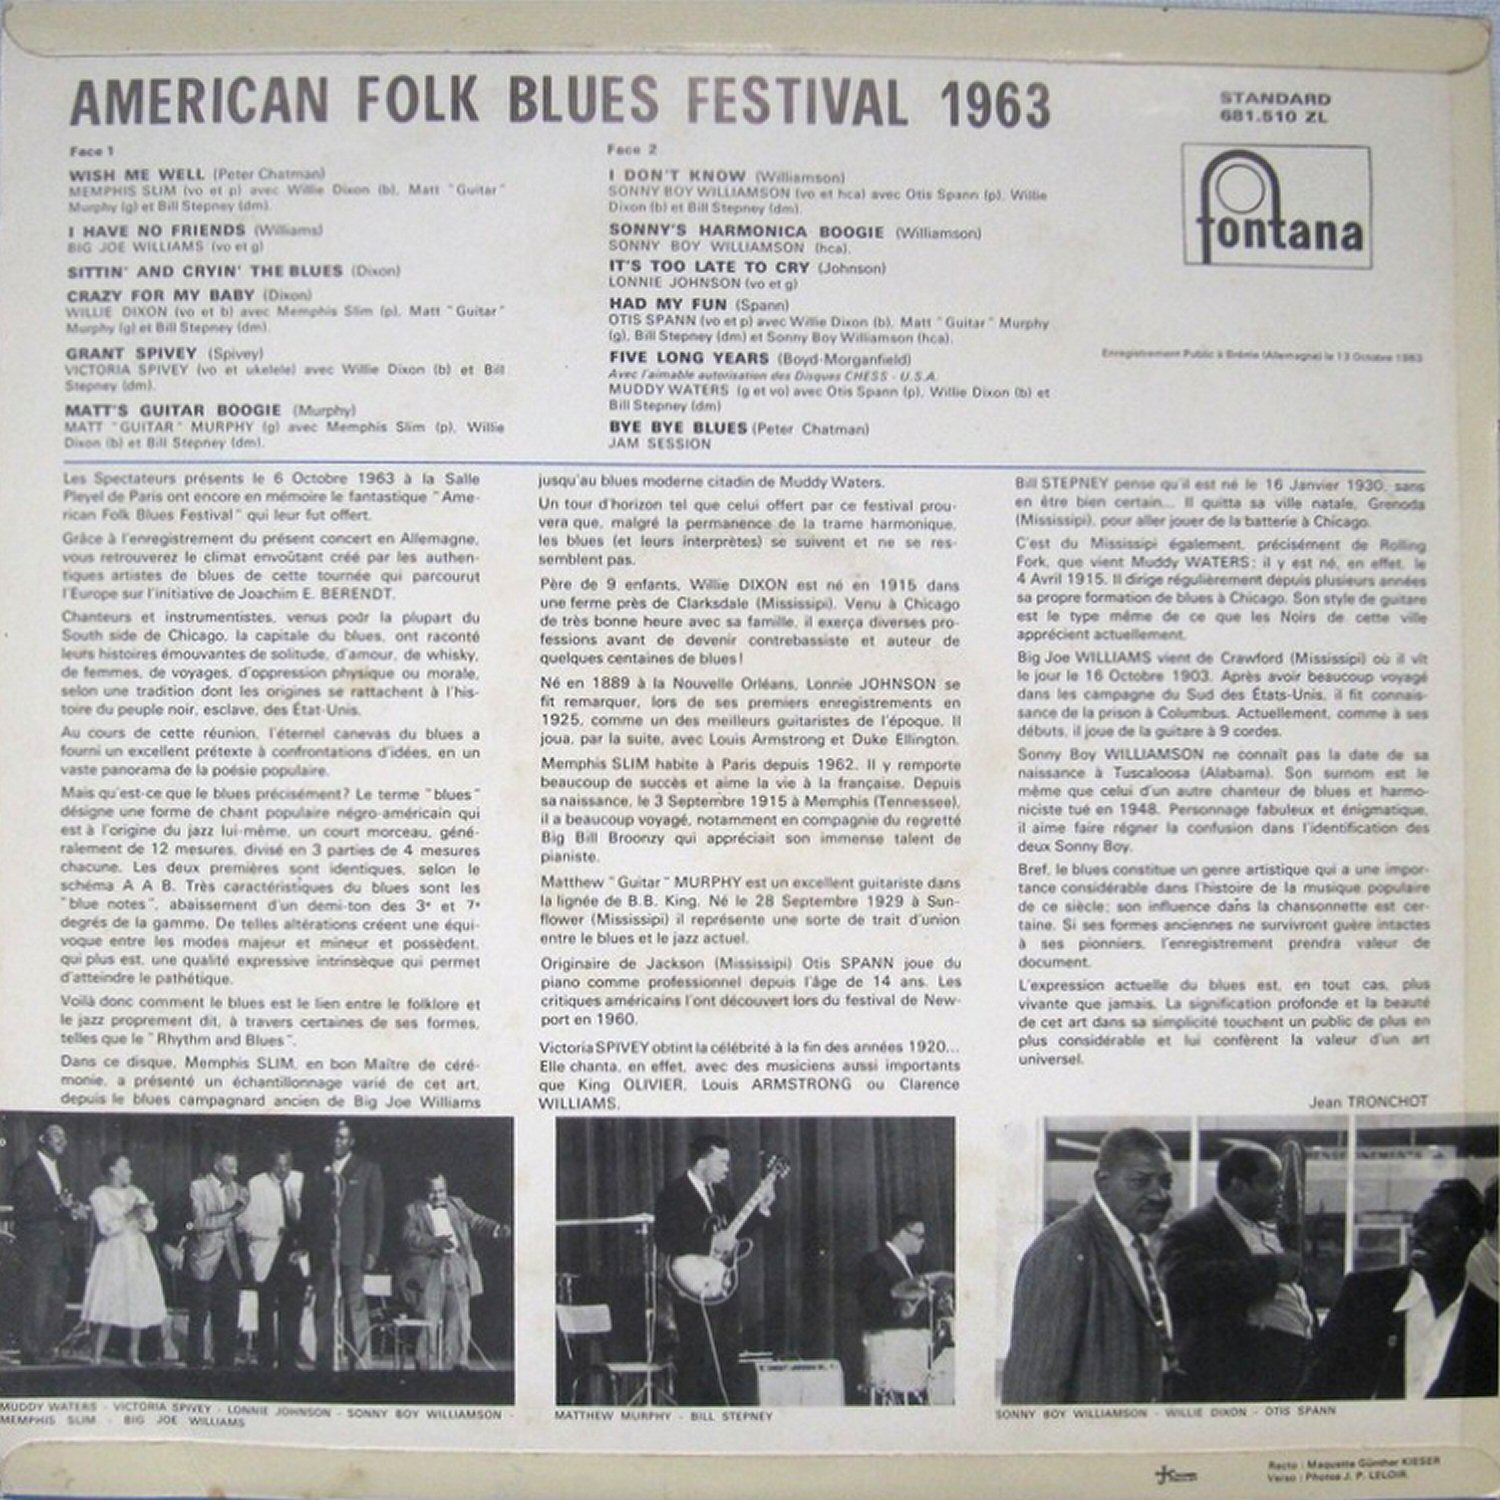 AMERICAN FOLK BLUES FESTIVAL 1963
STANDARD
681.510 ZL
fontana
Face 1
WISH ME WELL (Peter Chatman)
MEMPHIS SLIM (vo et p) avec Willie Dixon (b), Matt "Guitar"
Murphy (g) et Bill Stepney (dm).
I HAVE NO FRIENDS (Williams)
BIG JOE WILLIAMS (vo et g)
SITTIN' AND CRYIN' THE BLUES (Dixon)
CRAZY FOR MY BABY (Dixon)
WILLIE DIXON (vo et b) avec Memphis Slim (p), Matt "Guitar"
Murphy (g) et Bill Stepney (dm).
GRANT SPIVEY (Spivey)
VICTORIA SPIVEY (vo et ukelele) avec Willie Dixon (b) et Bill
Stepney (dm).
MATT'S GUITAR BOOGIE (Murphy)
MATT "GUITAR" MURPHY (g) avec Memphis Slim (p), Willie
Dixon (b) et Bill Stepney (dm).
Face 2
I DON'T KNOW (Williamson)
SONNY BOY WILLIAMSON (vo et hca) avec Otis Spann (p), Willie
Dixon (b) et Bill Stepney (dm).
SONNY'S HARMONICA BOOGIE (Williamson)
SONNY BOY WILLIAMSON (hca).
IT'S TOO LATE TO CRY (Johnson)
LONNIE JOHNSON (vo et g)
HAD MY FUN (Spann)
OTIS SPANN (vo et p) avec Willie Dixon (b), Matt "Guitar" Murphy
(g), Bill Stepney (dm) et Sonny Boy Williamson (hca).
FIVE LONG YEARS (Boyd-Morganfield)
Avec l'aimable autorisation des Disques CHESS - U.S.A.
MUDDY WATERS (g et vo) avec Otis Spann (p), Willie Dixon (b) et
Bill Stepney (dm)
BYE BYE BLUES (Peter Chatman)
JAM SESSION
Enregistrement Public à Brême (Allemagne) le 13 Octobre 1963
Les Spectateurs présents le 6 Octobre 1963 à la Salle
Pleyel de Paris ont encore en mémoire le fantastique "Ame-
rican Folk Blues Festival" qui leur fut offert.
Grâce à l'enregistrement du présent concert en Allemagne,
vous retrouverez le climat envoûtant créé par les authen-
tiques artistes de blues de cette tournée qui parcourut
l'Europe sur l'initiative de Joachim E. BERENDT.
Chanteurs et instrumentistes, venus poùr la plupart du
South side de Chicago, la capitale du blues, ont raconté
leurs histoires émouvantes de solitude, d'amour, de whisky,
de femmes, de voyages, d'oppression physique ou morale,
selon une tradition dont les origines se rattachent à l'his-
toire du peuple noir, esclave, des État-Unis.
Au cours de cette réunion, l'éternel canevas du blues a
fourni un excellent prétexte à confrontations d'idées, en un
vaste panorama de la poésie populaire.
Mais qu'est-ce que le blues précisément? Le terme "blues"
désigne une forme de chant populaire négro-américain qui
est à l'origine du jazz lui-même, un court morceau, géné-
ralement de 12 mesures, divisé en 3 parties de 4 mesures
chacune. Les deux premières sont identiques, selon le
schéma A A B. Très caractéristiques du blues sont les
"blue notes", abaissement d'un demi-ton des 3e et 7e
degrés de la gamme. De telles altérations créent une équi-
voque entre les modes majeur et mineur et possèdent,
qui plus est, une qualité expressive intrinsèque qui permet
d'atteindre le pathétique.
Voilà donc comment le blues est le lien entre le folklore et
le jazz proprement dit, à travers certaines de ses formes,
telles que le "Rhythm and Blues".
Dans ce disque, Memphis SLIM, en bon Maître de céré-
monie, a présenté un échantillonnage varié de cet art,
depuis le blues campagnard ancien de Big Joe Williams
jusqu'au blues moderne citadin de Muddy Waters.
Un tour d'horizon tel que celui offert par ce festival prou-
vera que, malgré la permanence de la trame harmonique,
les blues (et leurs interprètes) se suivent et ne se res-
semblent pas.
Père de 9 enfants, Willie DIXON est né en 1915 dans
une ferme près de Clarksdale (Mississipi). Venu à Chicago
de très bonne heure avec sa famille, il exerça diverses pro-
fessions avant de devenir contrebassiste et auteur de
quelques centaines de blues!
Né en 1889 à la Nouvelle Orléans, Lonnie JOHNSON se
fit remarquer, lors de ses premiers enregistrements en
1925, comme un des meilleurs guitaristes de l'époque. Il
joua, par la suite, avec Louis Armstrong et Duke Ellington.
Memphis SLIM habite à Paris depuis 1962. Il y remporte
beaucoup de succès et aime la vie à la française. Depuis
sa naissance, le 3 Septembre 1915 à Memphis (Tennessee),
il a beaucoup voyagé, notamment en compagnie du regretté
Big Bill Broonzy qui appréciait son immense talent de
pianiste.
Matthew "Guitar" MURPHY est un excellent guitariste dans
la lignée de B.B. King. Né le 28 Septembre 1929 à Sun-
flower (Mississipi) il représente une sorte de trait d'union
entre le blues et le jazz actuel.
Originaire de Jackson (Mississipi) Otis SPANN joue du
piano comme professionnel depuis l'âge de 14 ans. Les
critiques américains l'ont découvert lors du festival de New-
port en 1960.
Victoria SPIVEY obtint la célébrité à la fin des années 1920...
Elle chanta, en effet, avec des musiciens aussi importants
que King OLIVIER, Louis ARMSTRONG ou Clarence
WILLIAMS.
Bill STEPNEY pense qu'il est né le 16 Janvier 1930, sans
en être bien certain... Il quitta sa ville natale, Grenoda
(Mississipi), pour aller jouer de la batterie à Chicago.
C'est du Mississipi également, précisément de Rolling
Fork, que vient Muddy WATERS; il y est né, en effet, le
4 Avril 1915. Il dirige régulièrement depuis plusieurs années
sa propre formation de blues à Chicago. Son style de guitare
est le type même de ce que les Noirs de cette ville
apprécient actuellement.
Big Joe WILLIAMS vient de Crawford (Mississipi) où il vit
le jour le 16 Octobre 1903. Après avoir beaucoup voyagé
dans les campagne du Sud des États-Unis, il fit connais-
sance de la prison à Columbus. Actuellement, comme à ses
débuts, il joue de la guitare à 9 cordes.
Sonny Boy WILLIAMSON ne connaît pas la date de sa
naissance à Tuscaloosa (Alabama). Son surnom est le
même que celui d'un autre chanteur de blues et harmo-
niciste tué en 1948. Personnage fabuleux et énigmatique,
il aime faire régner la confusion dans l'identification des
deux Sonny Boy.
Bref, le blues constitue un genre artistique qui a une impor-
tance considérable dans l'histoire de la musique populaire
de ce siècle; son influence dans la chansonnette est cer-
taine. Si ses formes anciennes ne survivront guère intactes
à ses pionniers, l'enregistrement prendra valeur de
document.
L'expression actuelle du blues est, en tout cas, plus
vivante que jamais. La signification profonde et la beauté
de cet art dans sa simplicité touchent un public de plus en
plus considérable et lui confèrent la valeur d'un art
universel.
Jean TRONCHOT
MUDDY WATERS - VICTORIA SPIVEY - LONNIE JOHNSON - SONNY BOY WILLIAMSON -
MEMPHIS SLIM - BIG JOE WILLIAMS
MATTHEW MURPHY - BILL STEPNEY
SONNY BOY WILLIAMSON - WILLIE DIXON - OTIS SPANN
Recto : Maquette Günther KIESER
Verso : Photos J. P. LELOIR.